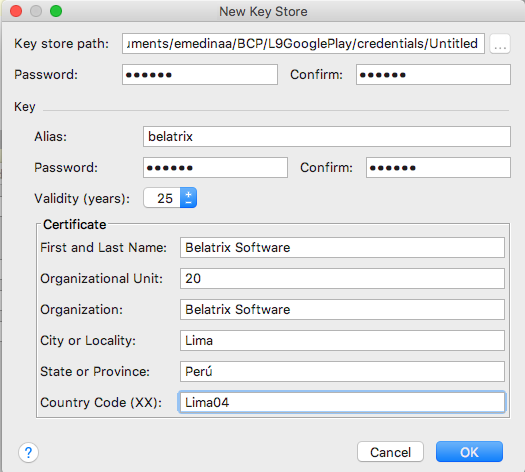 New Key Store
Key store path: uments/emedinaa/BCP/L9GooglePlay/credentials/Untitled ...
Password: •••••• Confirm: ••••••
Key
Alias: belatrix
Password: •••••• Confirm: ••••••
Validity (years): 25
Certificate
First and Last Name: Belatrix Software
Organizational Unit: 20
Organization: Belatrix Software
City or Locality: Lima
State or Province: Perú
Country Code (XX): Lima04
? Cancel OK